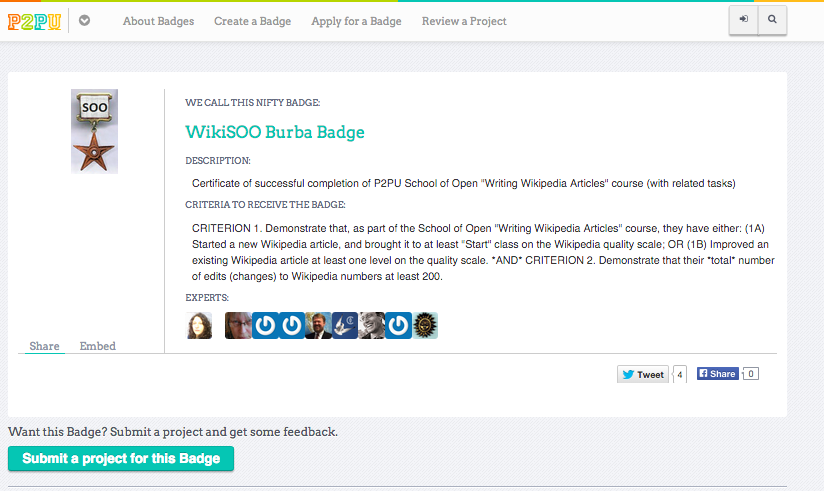 P2PU
About Badges
Create a Badge
Apply for a Badge
Review a Project
SOO
WE CALL THIS NIFTY BADGE:
WikiSOO Burba Badge
DESCRIPTION:
Certificate of successful completion of P2PU School of Open "Writing Wikipedia Articles" course (with related tasks)
CRITERIA TO RECEIVE THE BADGE:
CRITERION 1. Demonstrate that, as part of the School of Open "Writing Wikipedia Articles" course, they have either: (1A)
Started a new Wikipedia article, and brought it to at least "Start" class on the Wikipedia quality scale; OR (1B) Improved an
existing Wikipedia article at least one level on the quality scale. *AND* CRITERION 2. Demonstrate that their *total* number
of edits (changes) to Wikipedia numbers at least 200.
EXPERTS:
Share
Embed
Tweet
4
Share
0
Want this Badge? Submit a project and get some feedback.
Submit a project for this Badge